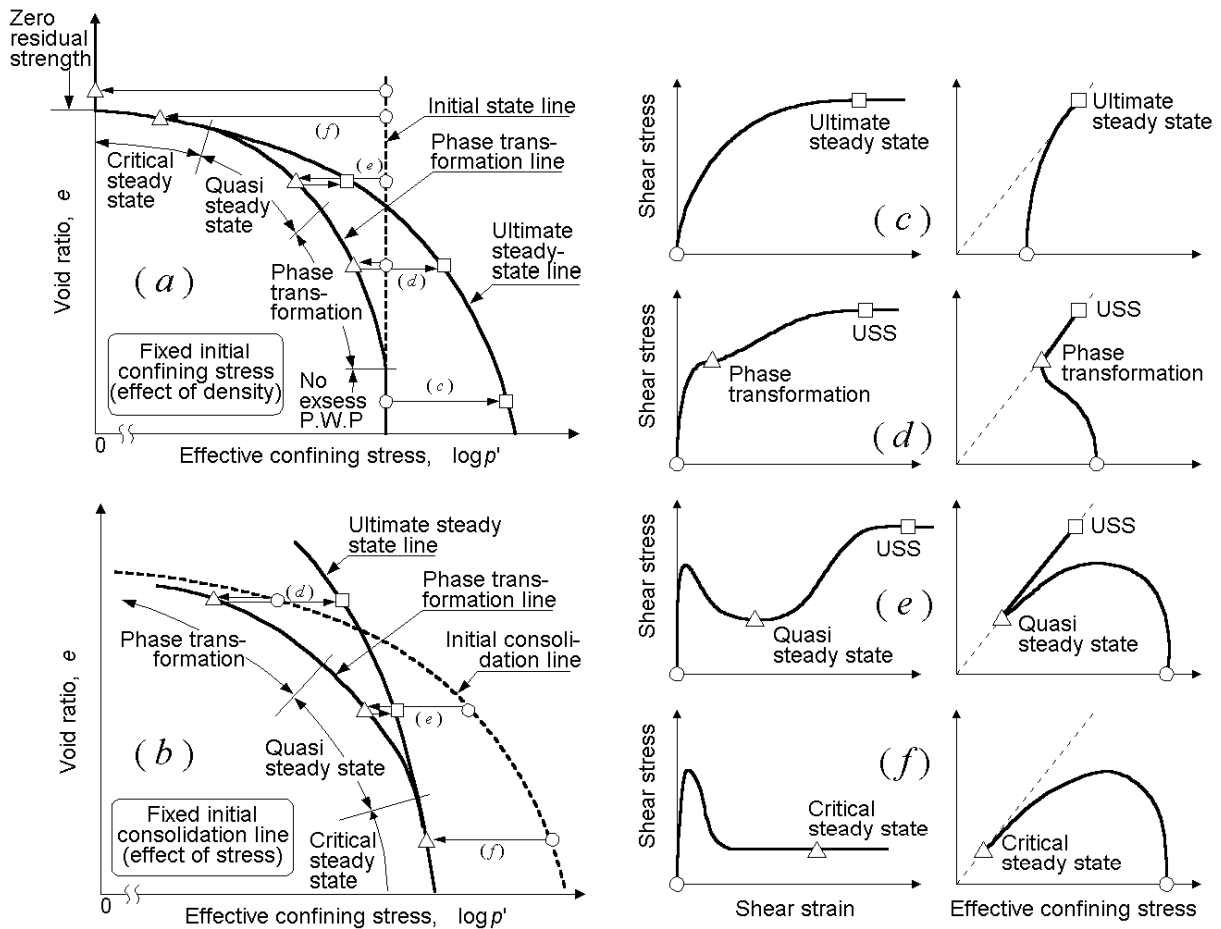 Zero
residual
strength
Initial state line
Phase trans-
formation line
(f)
(e)
Critical
steady
state
Quasi
steady
state
Ultimate
steady-
state line
Void ratio, e
(a)
Phase
trans-
formation
(d)
Fixed initial
confining stress
(effect of density)
No
exsess
P.W.P
(c)
0
Effective confining stress, log p'
Ultimate steady
state line
Phase trans-
formation line
(d)
Initial consoli-
dation line
Phase trans-
formation
Void ratio, e
(e)
(b)
Quasi
steady state
Fixed initial
consolidation line
(effect of stress)
Critical
steady
state
(f)
0
Effective confining stress, log p'
Shear stress
Ultimate
steady state
(c)
Ultimate
steady state
Shear stress
USS
Phase
transformation
(d)
USS
Phase
transformation
Shear stress
USS
Quasi
steady state
(e)
USS
Quasi
steady state
Shear stress
(f)
Critical
steady state
Critical
steady state
Shear strain
Effective confining stress